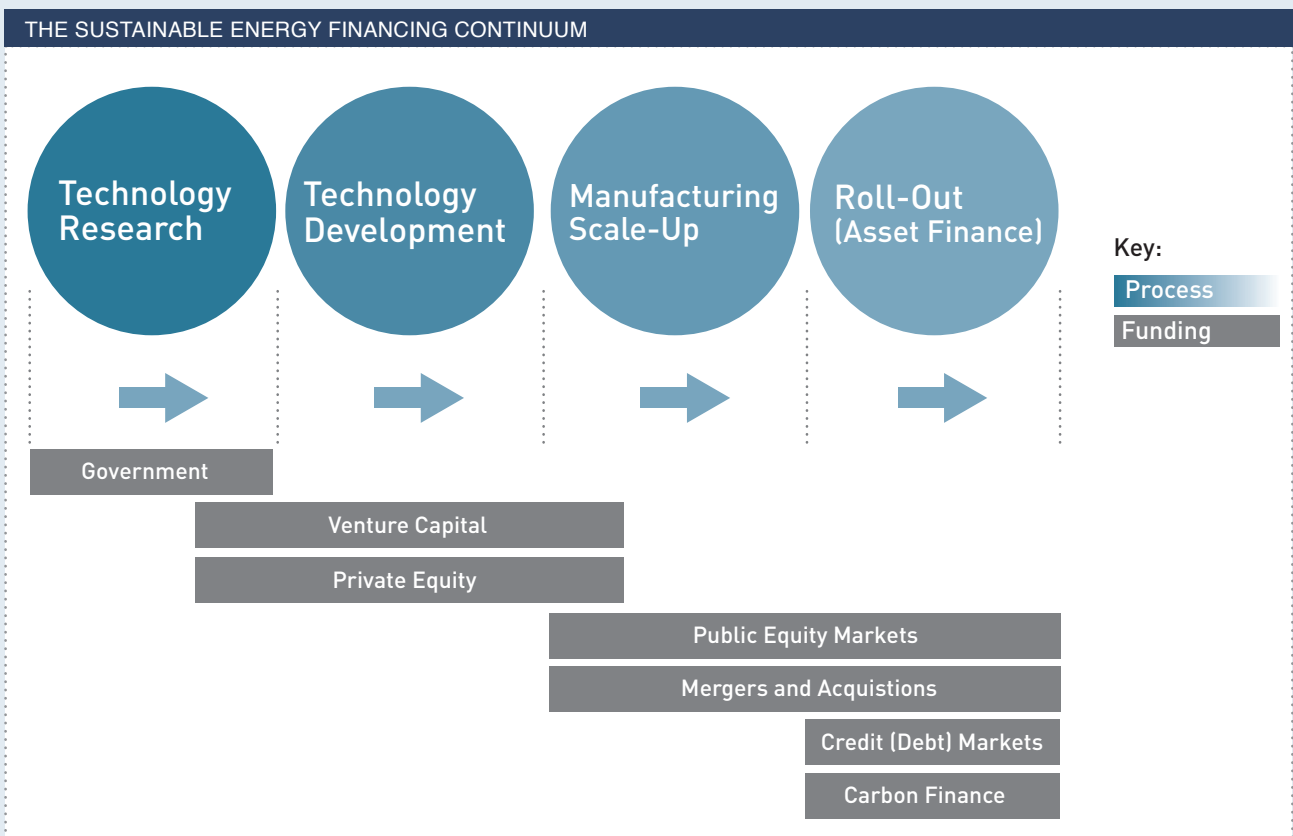 THE SUSTAINABLE ENERGY FINANCING CONTINUUM
Technology
Research
Technology
Development
Manufacturing
Scale-Up
Roll-Out
(Asset Finance)
Key:
Process
Funding
Government
Venture Capital
Private Equity
Public Equity Markets
Mergers and Acquistions
Credit (Debt) Markets
Carbon Finance